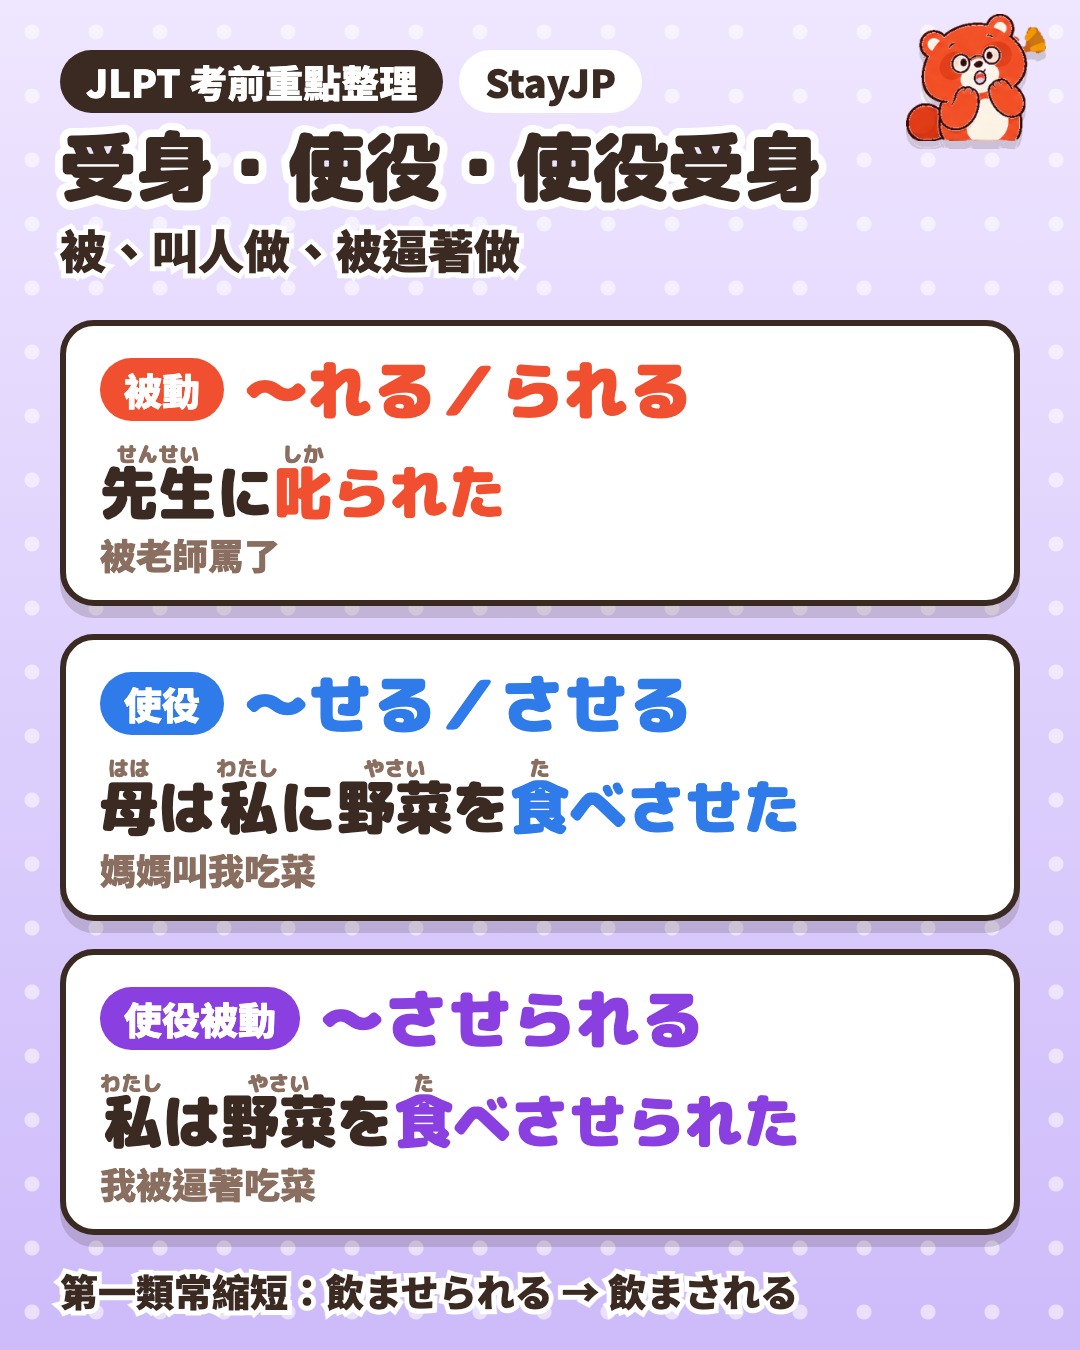 JLPT 考前重點整理
StayJP
受身・使役・使役受身
被、叫人做、被逼著做
被動 〜れる／られる
せんせい しか
先生に叱られた
被老師罵了
使役 〜せる／させる
はは わたし やさい た
母は私に野菜を食べさせた
媽媽叫我吃菜
使役被動 〜させられる
わたし やさい た
私は野菜を食べさせられた
我被逼著吃菜
第一類常縮短：飲ませられる → 飲まされる